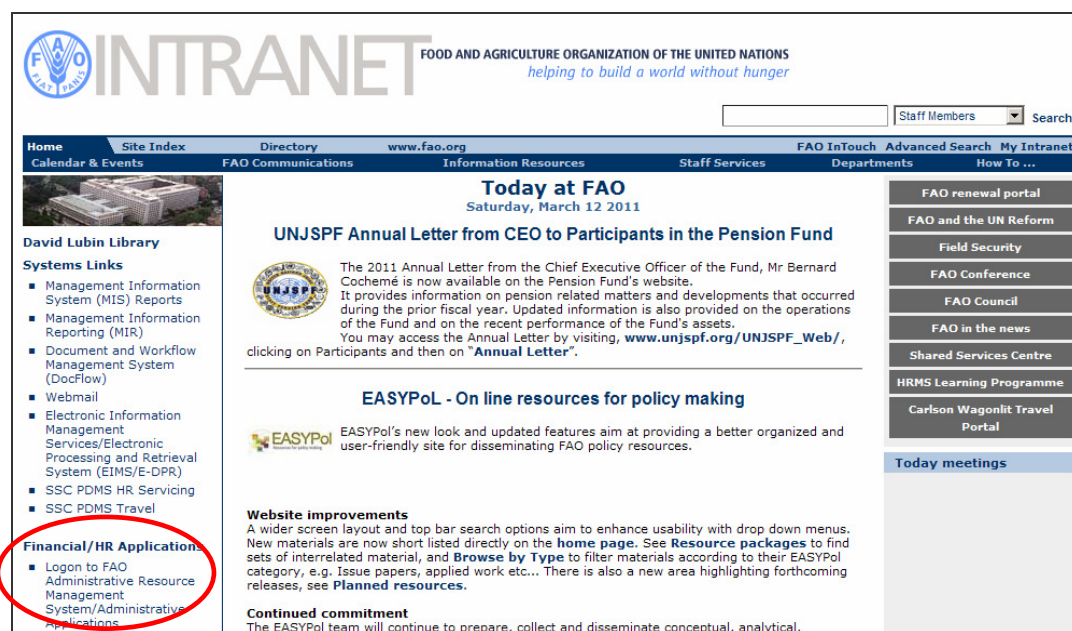 FAO
FIAT PANIS
INTRANET
FOOD AND AGRICULTURE ORGANIZATION OF THE UNITED NATIONS
helping to build a world without hunger
Staff Members Search
Home Site Index Directory www.fao.org FAO InTouch Advanced Search My Intranet
Calendar & Events FAO Communications Information Resources Staff Services Departments How To ...
David Lubin Library
Systems Links
Management Information
System (MIS) Reports
Management Information
Reporting (MIR)
Document and Workflow
Management System
(DocFlow)
Webmail
Electronic Information
Management
Services/Electronic
Processing and Retrieval
System (EIMS/E-DPR)
SSC PDMS HR Servicing
SSC PDMS Travel
Financial/HR Applications
Logon to FAO
Administrative Resource
Management
System/Administrative
Applications
Today at FAO
Saturday, March 12 2011
UNJSPF Annual Letter from CEO to Participants in the Pension Fund
UNJSPF
The 2011 Annual Letter from the Chief Executive Officer of the Fund, Mr Bernard
Cochemé is now available on the Pension Fund's website.
It provides information on pension related matters and developments that occurred
during the prior fiscal year. Updated information is also provided on the operations
of the Fund and on the recent performance of the Fund's assets.
You may access the Annual Letter by visiting, www.unjspf.org/UNJSPF_Web/,
clicking on Participants and then on "Annual Letter".
EASYPoL - On line resources for policy making
EASYPol
Resources for policy making
EASYPol's new look and updated features aim at providing a better organized and
user-friendly site for disseminating FAO policy resources.
Website improvements
A wider screen layout and top bar search options aim to enhance usability with drop down menus.
New materials are now short listed directly on the home page. See Resource packages to find
sets of interrelated material, and Browse by Type to filter materials according to their EASYPol
category, e.g. Issue papers, applied work etc... There is also a new area highlighting forthcoming
releases, see Planned resources.
Continued commitment
The EASYPol team will continue to prepare, collect and disseminate conceptual, analytical,
FAO renewal portal
FAO and the UN Reform
Field Security
FAO Conference
FAO Council
FAO in the news
Shared Services Centre
HRMS Learning Programme
Carlson Wagonlit Travel
Portal
Today meetings